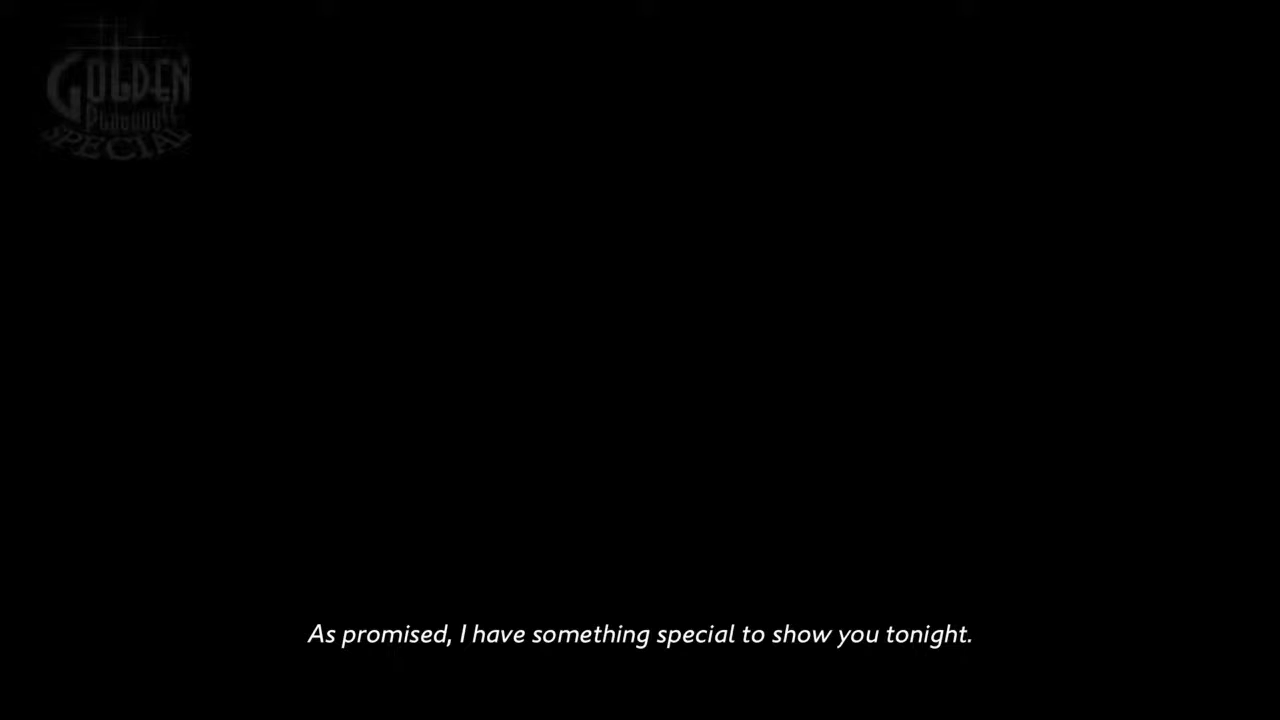 GOLDEN
SPECIAL
As promised, I have something special to show you tonight.